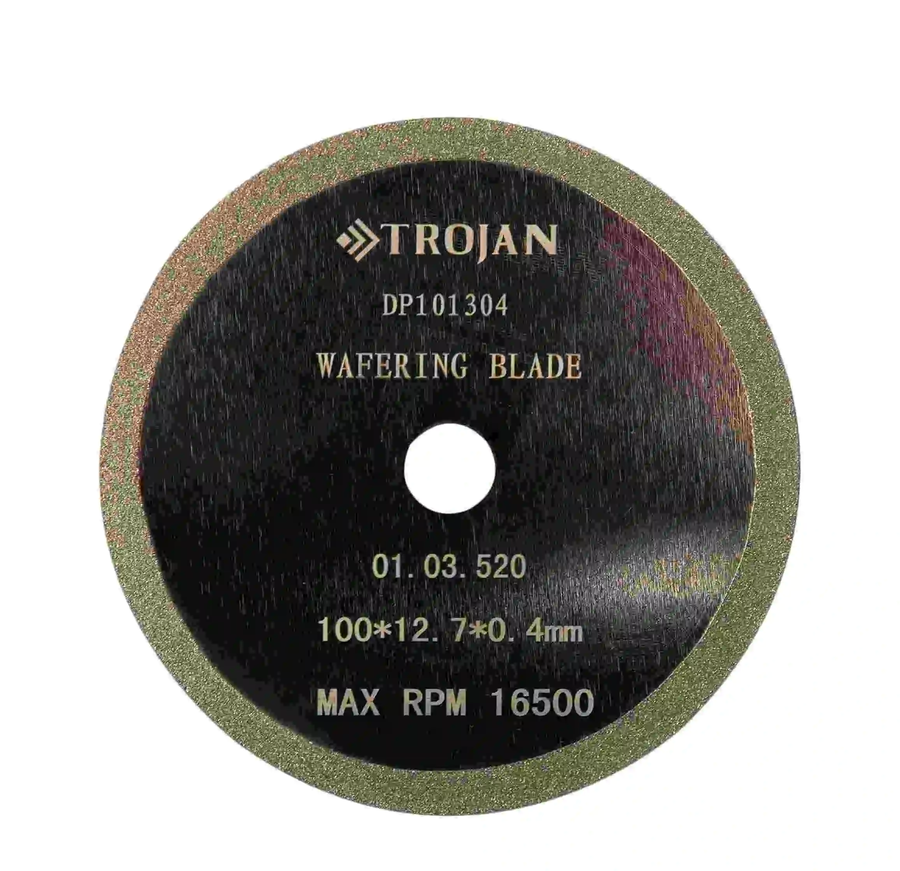 TROJAN
DP101304
WAFERING BLADE
01.03.520
100*12.7*0.4mm
MAX RPM 16500